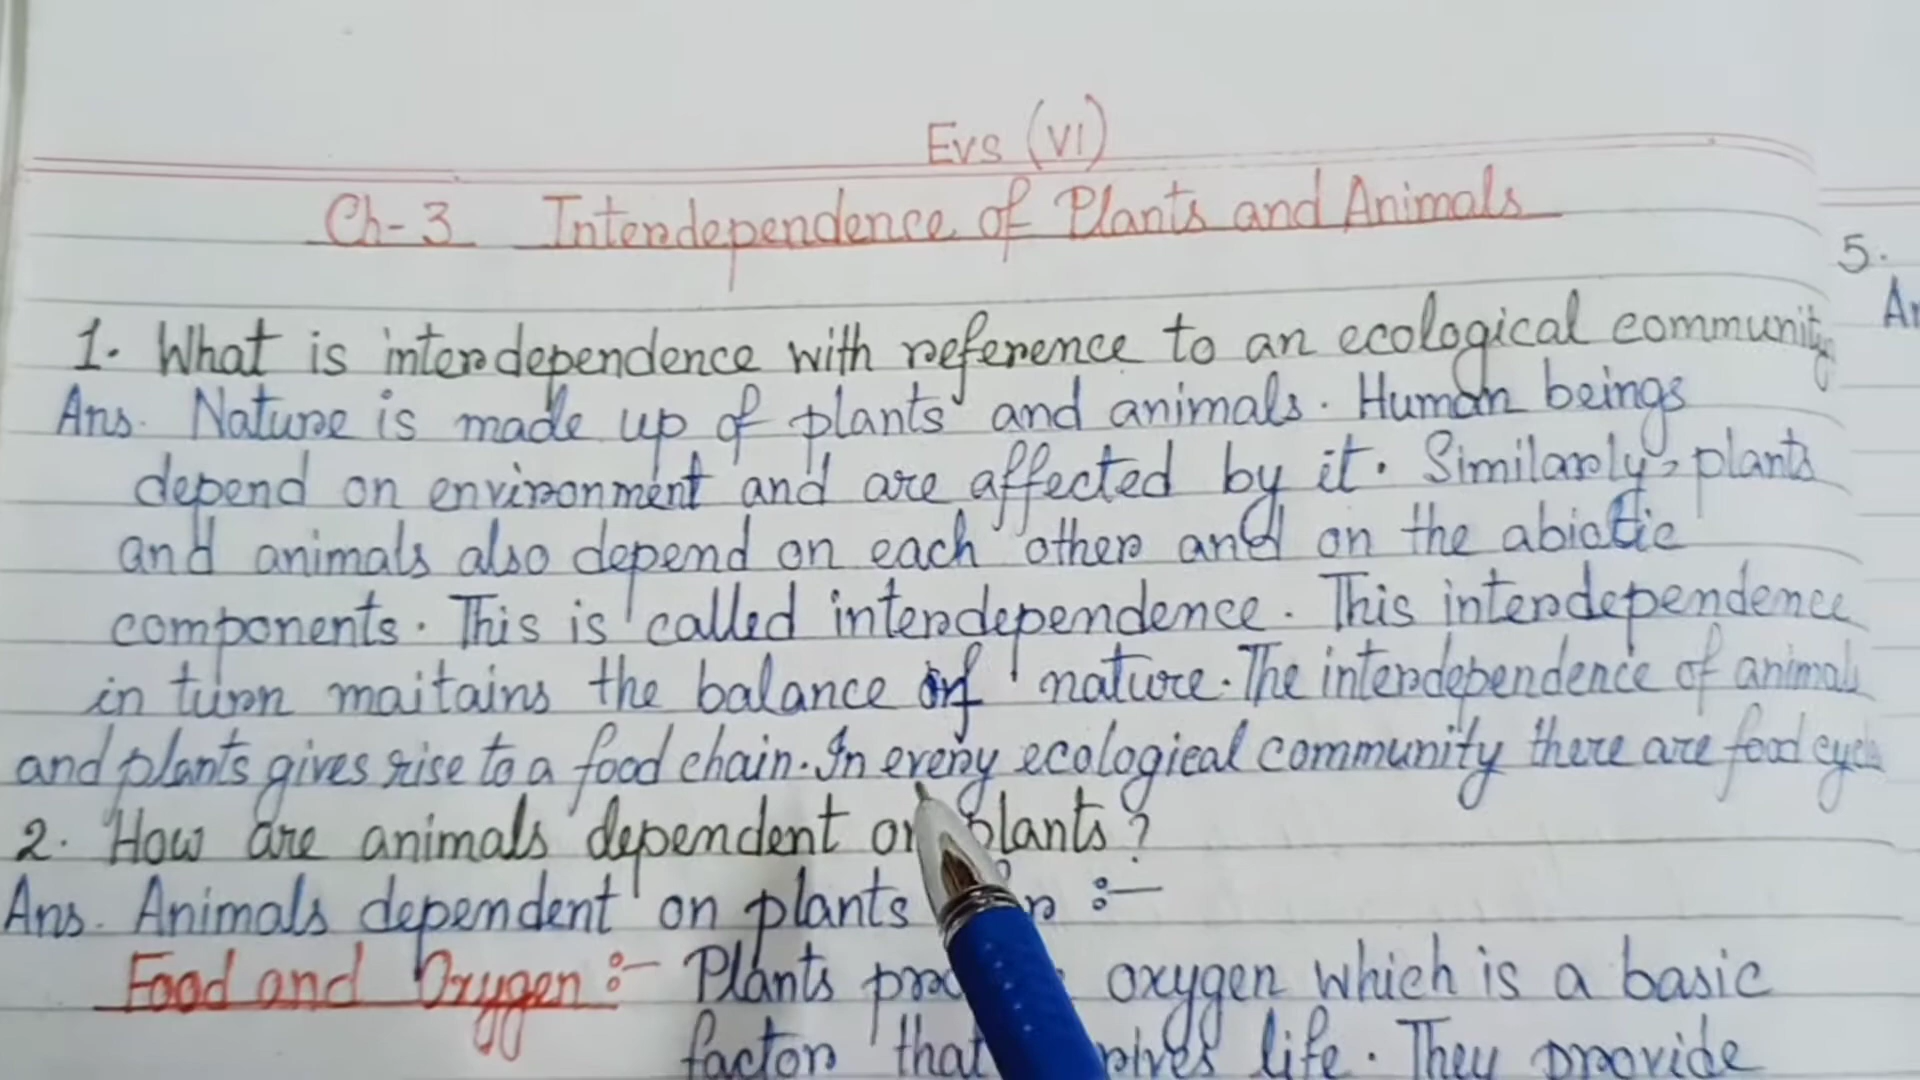 Evs (VI)
Ch-3 Interdependence of Plants and Animals
1. What is interdependence with reference to an ecological community
Ans. Nature is made up of plants and animals. Human beings
depend on environment and are affected by it. Similarly, plants
and animals also depend on each other and on the abiotic
components. This is called interdependence. This interdependence
in turn maitains the balance of nature. The interdependence of animals
and plants gives rise to a food chain. In every ecological community there are food
2. How are animals dependent on plants?
Ans. Animals dependent on plants :-
Food and Oxygen :- Plants oxygen which is a basic
factor that life. They provide
5.